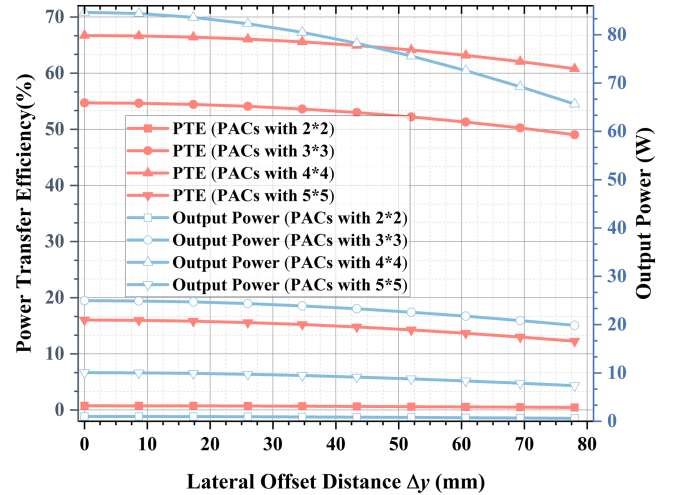 70
60
50
40
30
20
10
0
Power Transfer Efficiency(%)
PTE (PACs with 2*2)
PTE (PACs with 3*3)
PTE (PACs with 4*4)
PTE (PACs with 5*5)
Output Power (PACs with 2*2)
Output Power (PACs with 3*3)
Output Power (PACs with 4*4)
Output Power (PACs with 5*5)
80
70
60
50
40
30
20
10
0
Output Power (W)
0 10 20 30 40 50 60 70 80
Lateral Offset Distance Δy (mm)